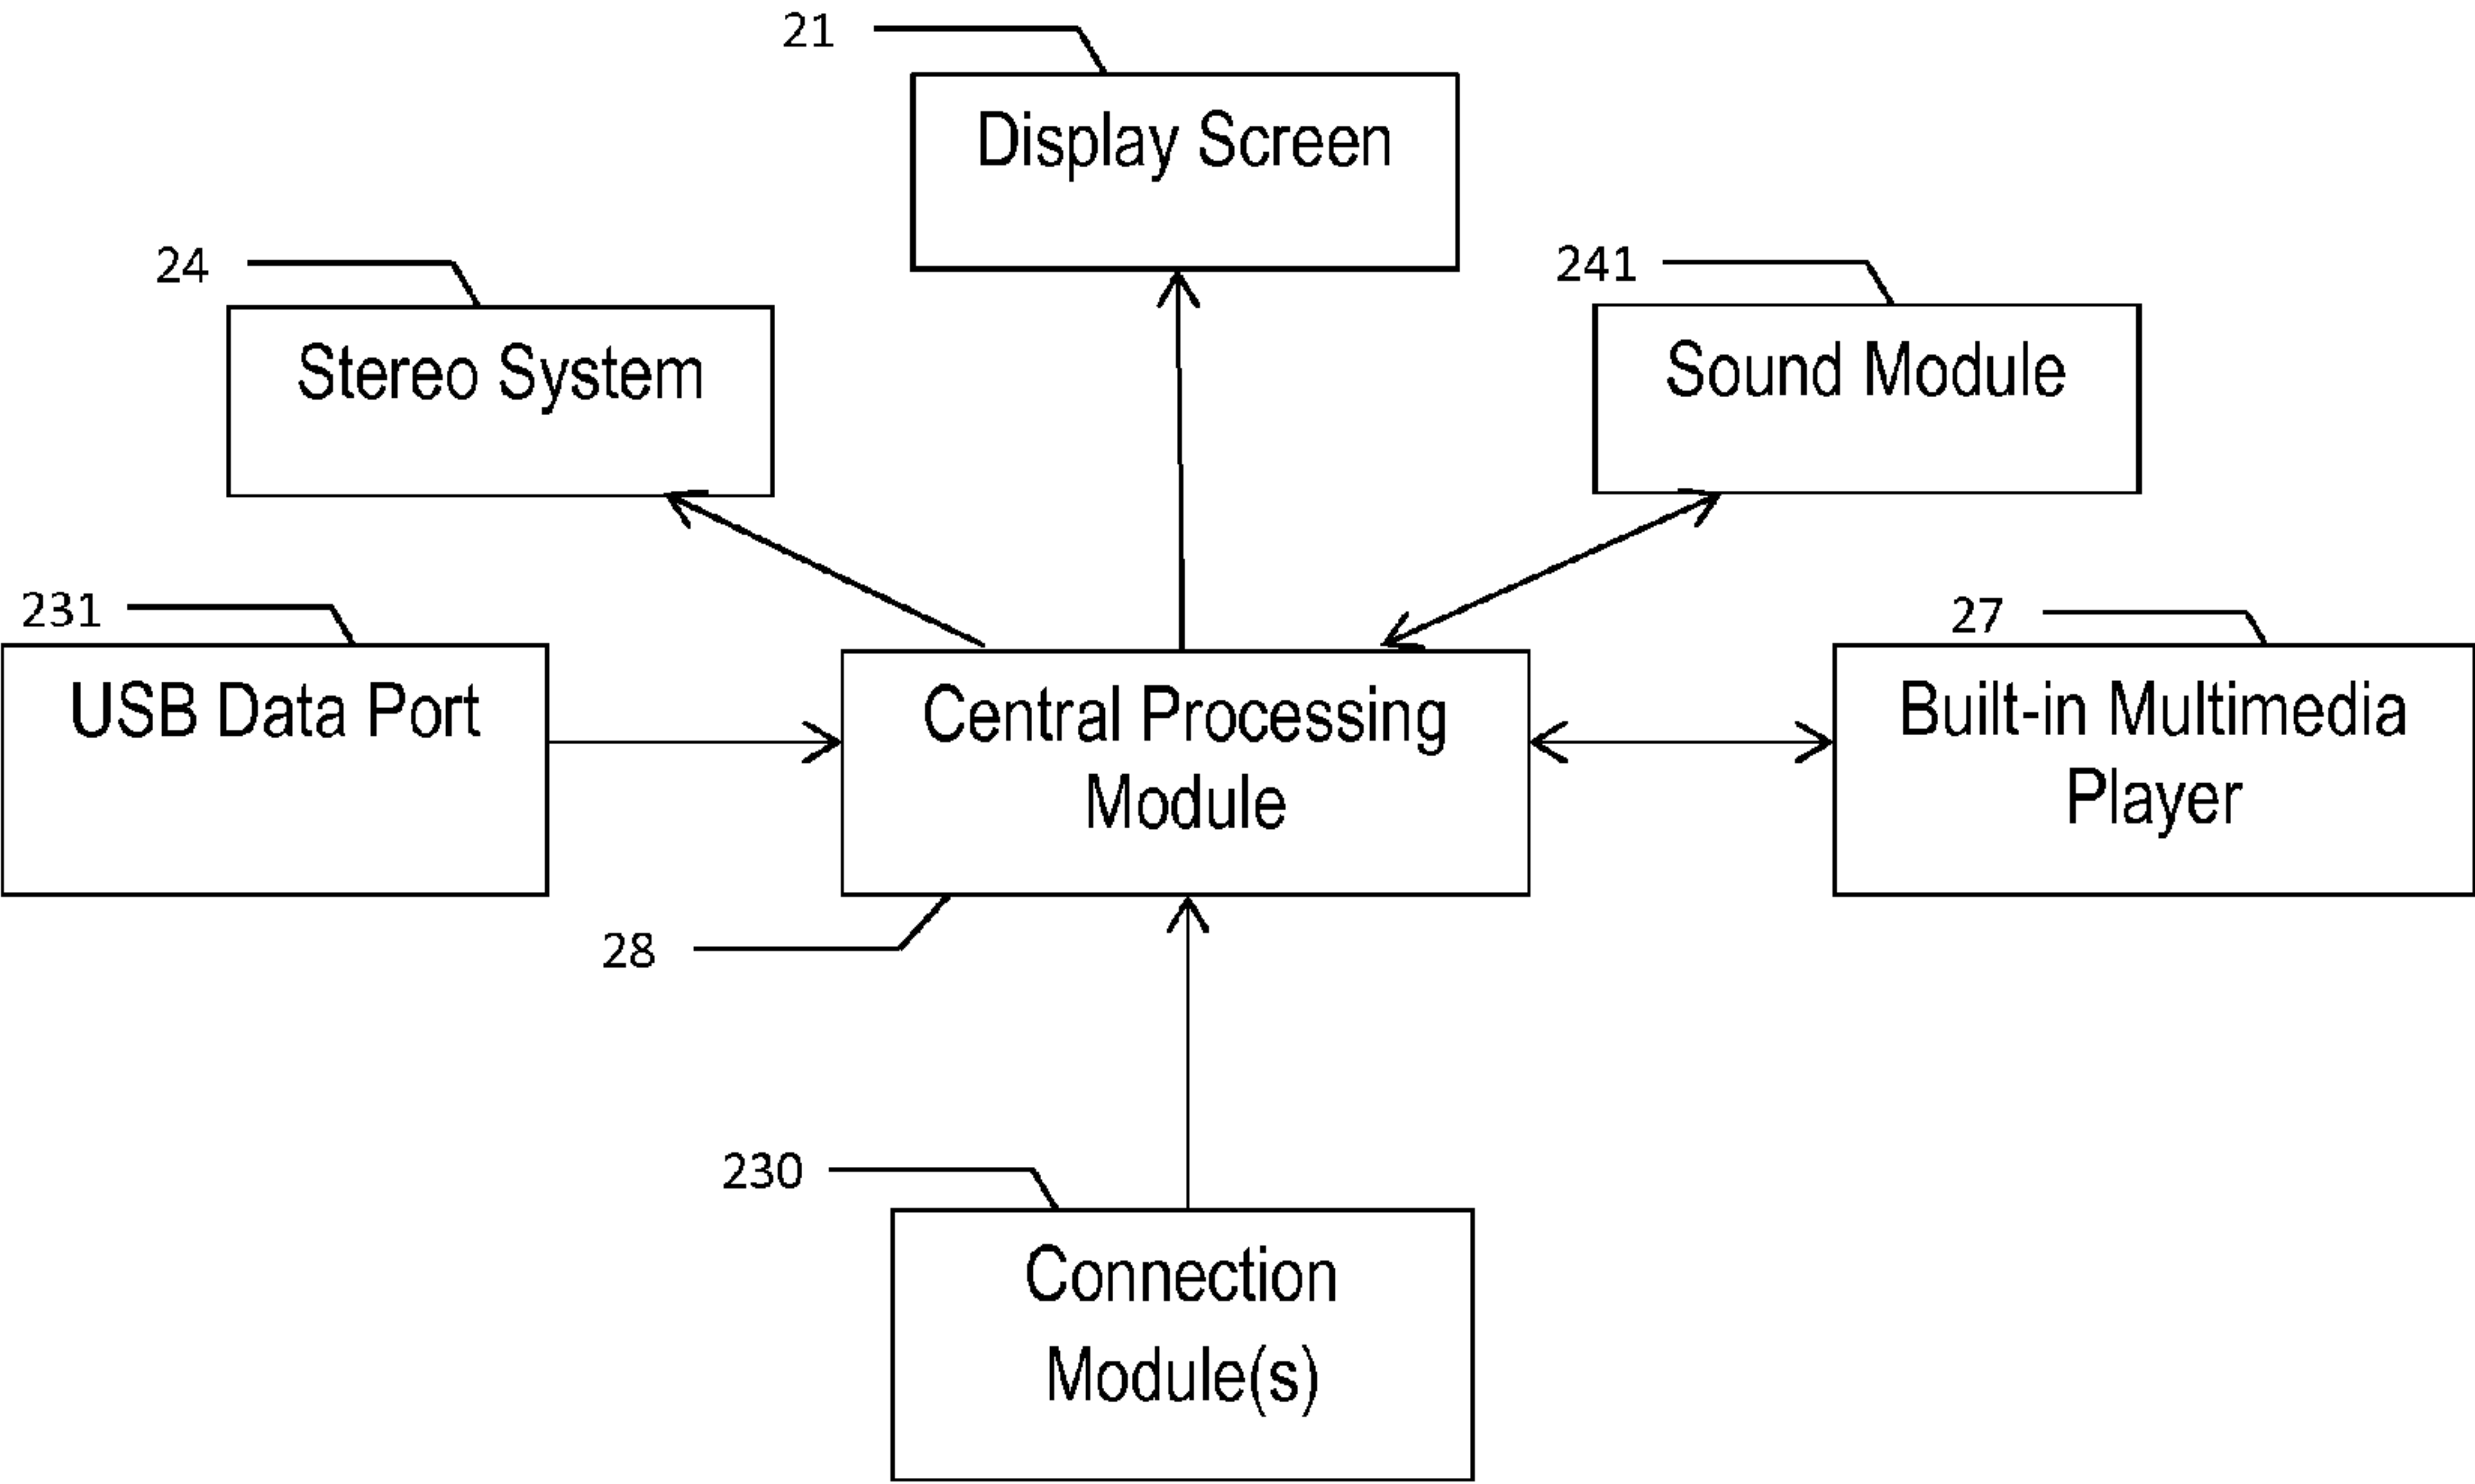 21
Display Screen
24
Stereo System
241
Sound Module
231
USB Data Port
Central Processing
Module
27
Built-in Multimedia
Player
28
230
Connection
Module(s)